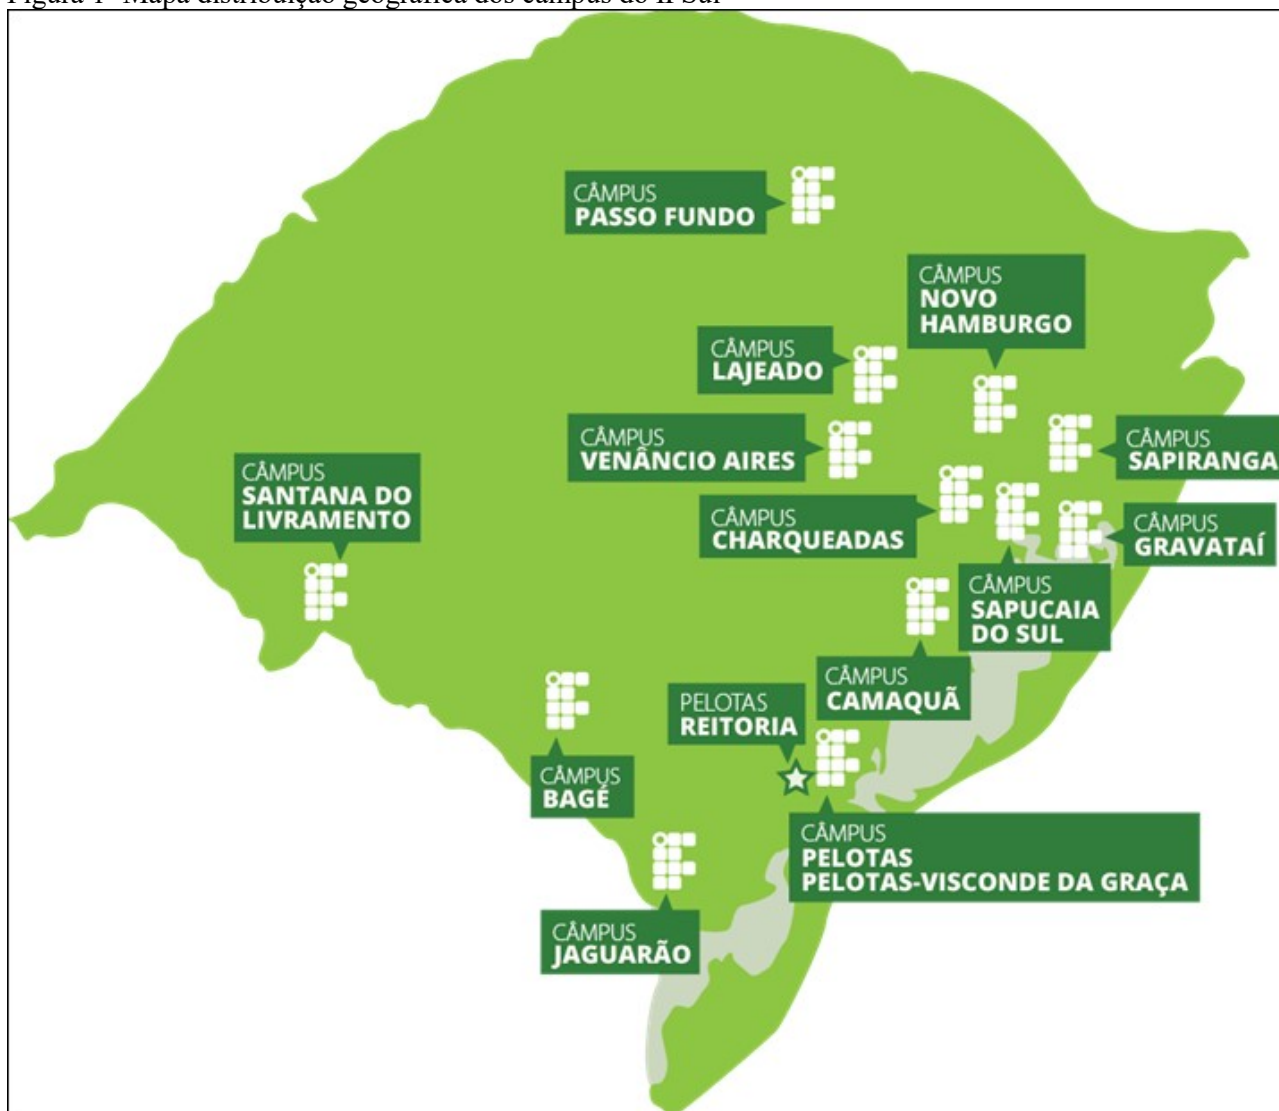 Figura 1- Mapa distribuição geográfica dos câmpus do IFSul
CÂMPUS
PASSO FUNDO
CÂMPUS
NOVO
HAMBURGO
CÂMPUS
LAJEADO
CÂMPUS
VENÂNCIO AIRES
CÂMPUS
SAPIRANGA
CÂMPUS
SANTANA DO
LIVRAMENTO
CÂMPUS
CHARQUEADAS
CÂMPUS
GRAVATAÍ
CÂMPUS
SAPUCAIA
DO SUL
CÂMPUS
CAMAQUÃ
PELOTAS
REITORIA
CÂMPUS
BAGÉ
CÂMPUS
PELOTAS
PELOTAS-VISCONDE DA GRAÇA
CÂMPUS
JAGUARÃO